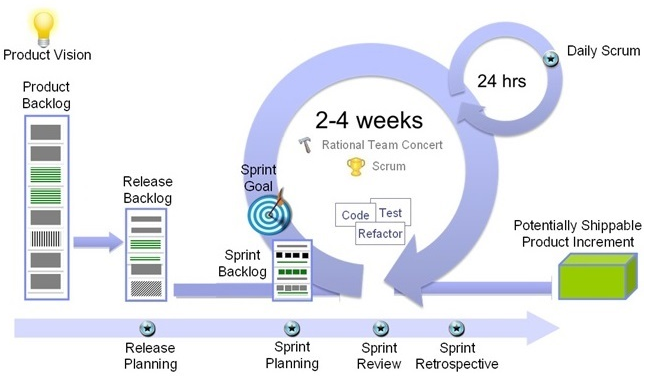 Product Vision
Product
Backlog
Release
Backlog
Sprint
Goal
Sprint
Backlog
2-4 weeks
Rational Team Concert
Scrum
Code
Test
Refactor
24 hrs
Daily Scrum
Potentially Shippable
Product Increment
Release
Planning
Sprint
Planning
Sprint
Review
Sprint
Retrospective